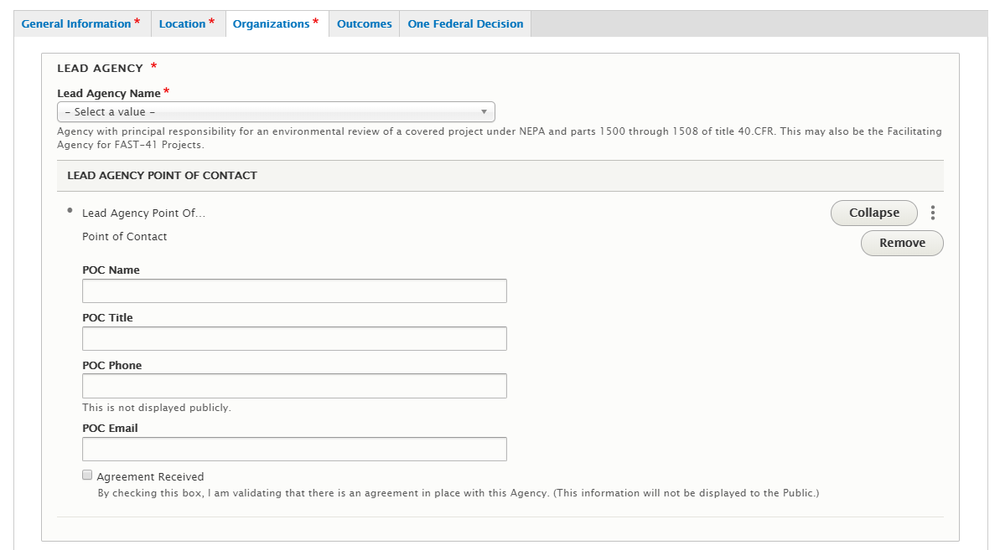 General Information * Location * Organizations * Outcomes One Federal Decision
LEAD AGENCY *
Lead Agency Name *
– Select a value –
Agency with principal responsibility for an environmental review of a covered project under NEPA and parts 1500 through 1508 of title 40.CFR. This may also be the Facilitating
Agency for FAST-41 Projects.
LEAD AGENCY POINT OF CONTACT
Lead Agency Point Of...
Collapse
Point of Contact
Remove
POC Name
POC Title
POC Phone
This is not displayed publicly.
POC Email
Agreement Received
By checking this box, I am validating that there is an agreement in place with this Agency. (This information will not be displayed to the Public.)